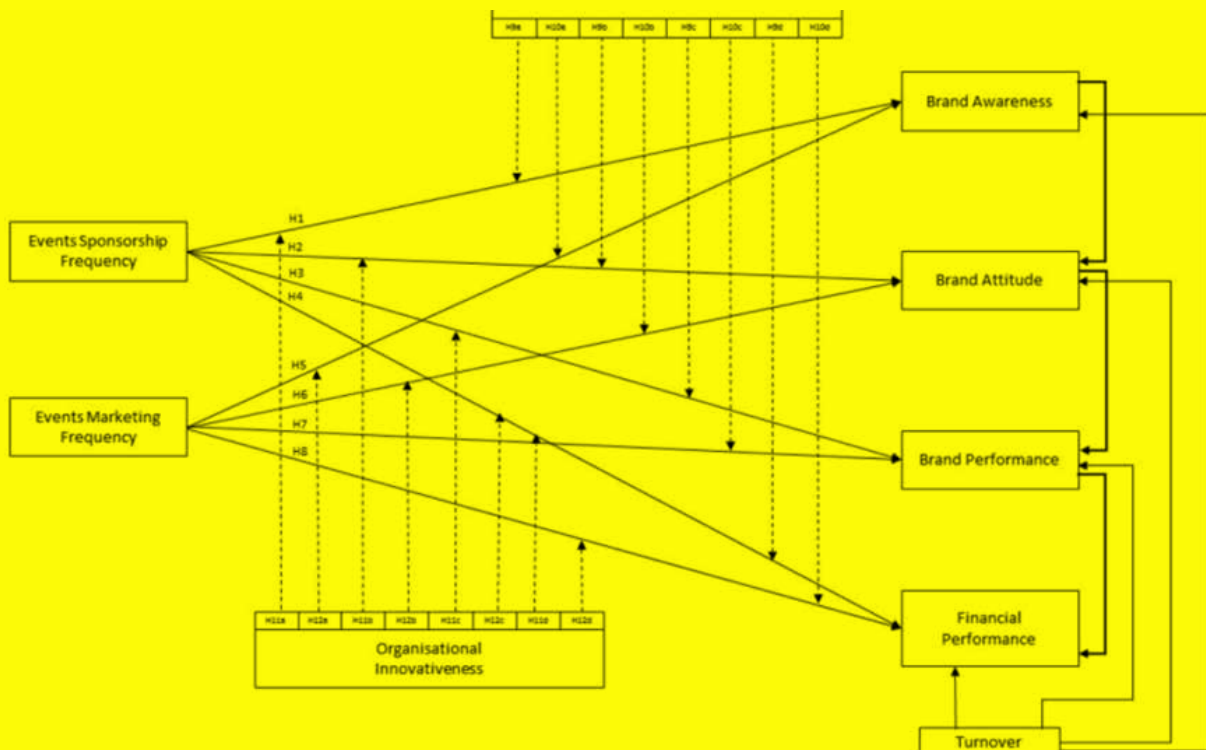 H9a H10a H9b H10b H9c H10c H9d H10d
Brand Awareness
H1
Events Sponsorship
Frequency
H2
H3
Brand Attitude
H4
H5
H6
Events Marketing
Frequency
H7
H8
Brand Performance
H11a H12a H11b H12b H11c H12c H11d H12d
Financial
Performance
Organisational
Innovativeness
Turnover